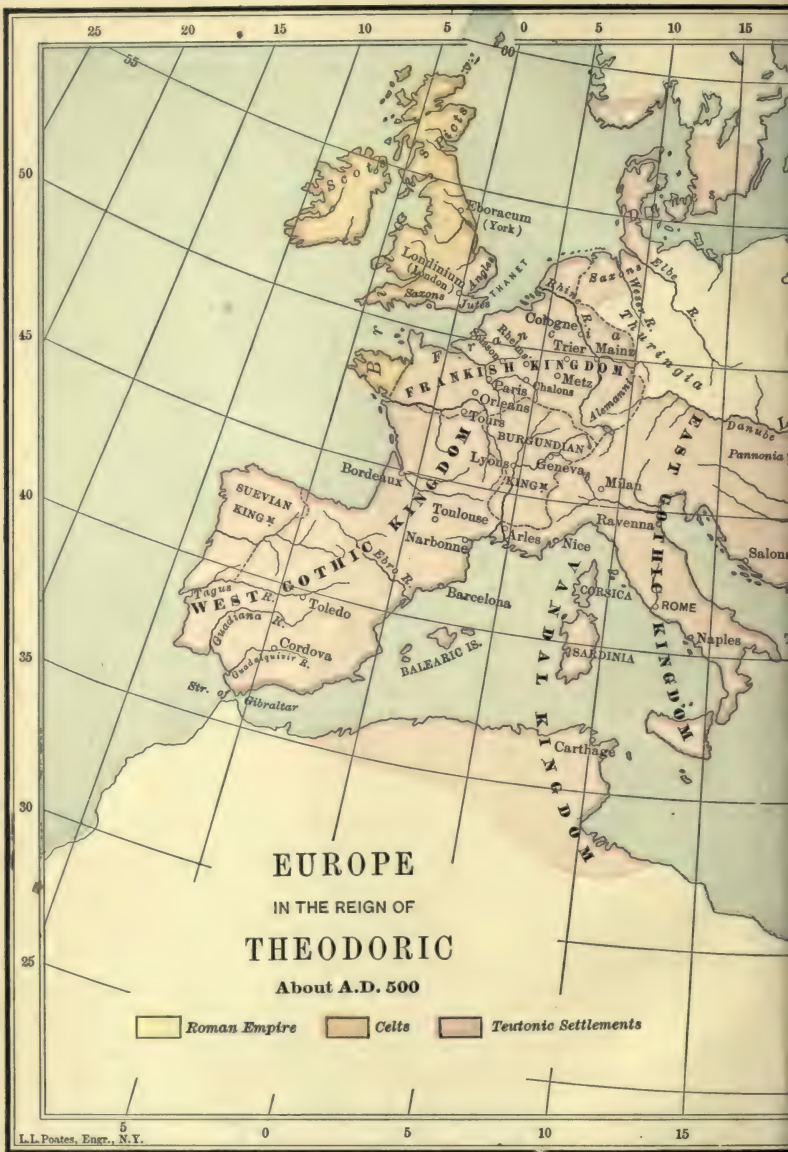 25 20 15 10 5 0 5 10 15
55
60
50
45
40
35
30
25
Picts
Scots
Eboracum
(York)
Londinium
(London)
Angles
THANET
Saxons
Jutes
Saxons
Elbe R.
Weser R.
Rhine R.
Thuringia
Cologne
Trier
Mainz
Soissons
Rheims
FRANKISH KINGDOM
Metz
Paris
Chalons
Alemanni
Orleans
Tours
BURGUNDIAN
KINGM.
Danube
Pannonia
Lyons
Geneva
Milan
Bordeaux
EAST GOTHIC KINGD'OM
Ravenna
SUEVIAN
KINGM.
Toulouse
Narbonne
Arles
Nice
WEST GOTHIC KINGDOM
Ebro R.
Salon
Tagus R.
Toledo
Barcelona
CORSICA
ROME
Guadiana R.
Cordova
Guadalquivir R.
BALEARIC IS.
SARDINIA
Naples
VANDAL KINGDOM
Str. of Gibraltar
Carthage
EUROPE
IN THE REIGN OF
THEODORIC
About A.D. 500
Roman Empire Celts Teutonic Settlements
5 0 5 10 15
L.L.Poates, Engr., N.Y.